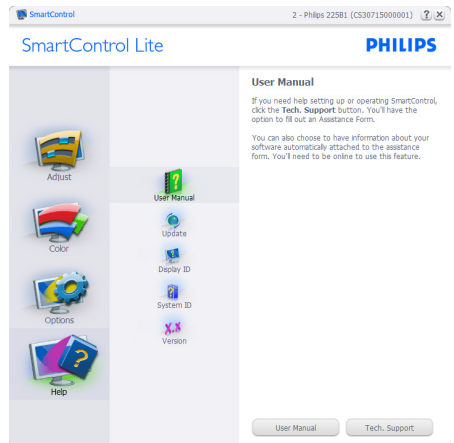 SmartControl
2 - Philips 225B1 (CS30715000001)
SmartControl Lite
PHILIPS
Adjust
Color
Options
Help
User Manual
Update
Display ID
System ID
X.X
Version
User Manual
If you need help setting up or operating SmartControl,
click the Tech. Support button. You'll have the
option to fill out an Assistance Form.
You can also choose to have information about your
software automatically attached to the assistance
form. You'll need to be online to use this feature.
User Manual
Tech. Support